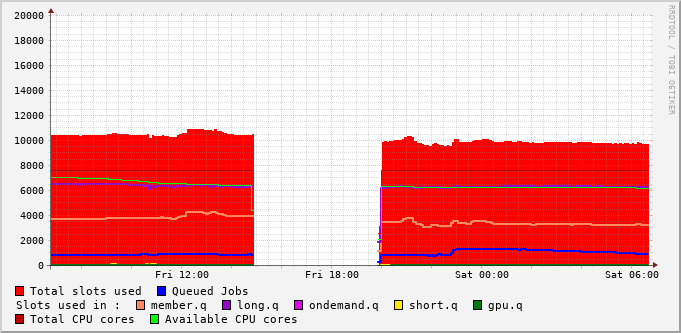 20000
18000
16000
14000
12000
10000
8000
6000
4000
2000
0
Fri 12:00 Fri 18:00 Sat 00:00 Sat 06:00
RRDTOOL / TOBI OETIKER
Total slots used Queued Jobs
Slots used in : member.q long.q ondemand.q short.q gpu.q
Total CPU cores Available CPU cores